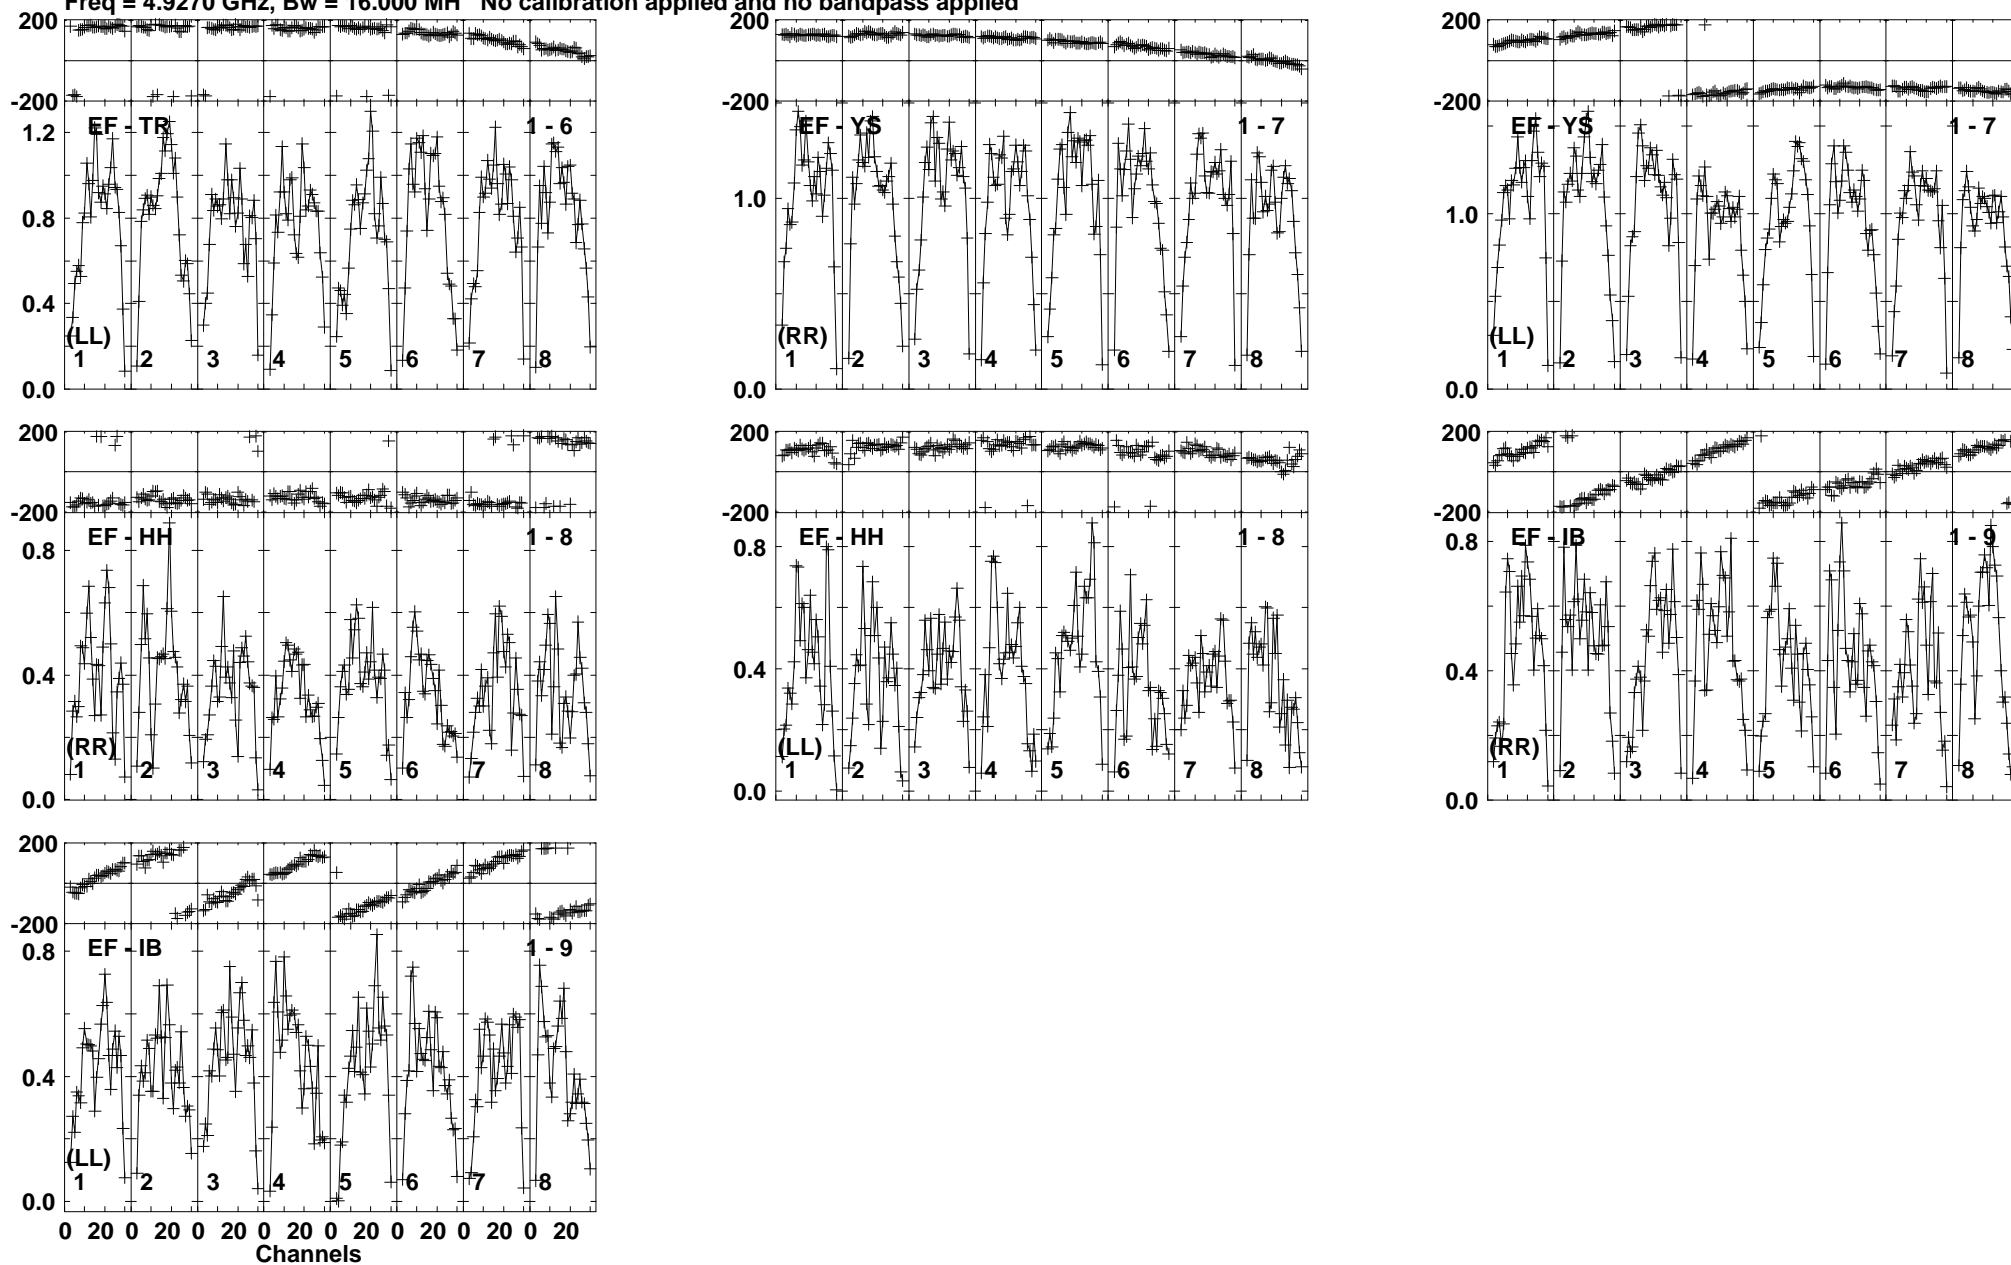 Freq = 4.9270 GHz, Bw = 16.000 MH No calibration applied and no bandpass applied
200
-200
EF - TR 1 - 6
1.2
0.8
0.4
0.0
(LL)
1 2 3 4 5 6 7 8
200
-200
EF - YS 1 - 7
1.0
0.0
(RR)
1 2 3 4 5 6 7 8
200
-200
EF - YS 1 - 7
1.0
0.0
(LL)
1 2 3 4 5 6 7 8
200
-200
EF - HH 1 - 8
0.8
0.4
0.0
(RR)
1 2 3 4 5 6 7 8
200
-200
EF - HH 1 - 8
0.8
0.4
0.0
(LL)
1 2 3 4 5 6 7 8
200
-200
EF - IB 1 - 9
0.8
0.4
0.0
(RR)
1 2 3 4 5 6 7 8
200
-200
EF - IB 1 - 9
0.8
0.4
0.0
(LL)
1 2 3 4 5 6 7 8
0 20 0 20 0 20 0 20 0 20 0 20 0 20 0 20
Channels